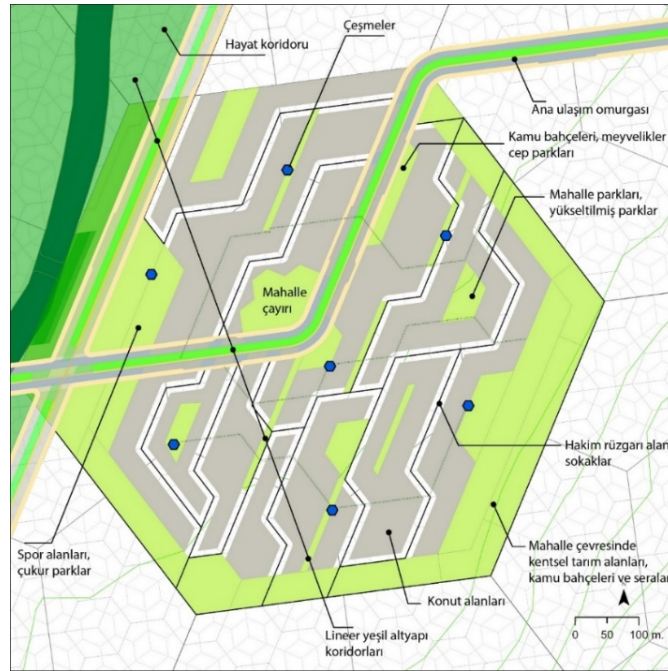 Hayat koridoru
Çeşmeler
Ana ulaşım omurgası
Kamu bahçeleri, meyvelikler
cep parkları
Mahalle parkları,
yükseltilmiş parklar
Mahalle
çayırı
Hakim rüzgarı alan
sokaklar
Spor alanları,
çukur parklar
Mahalle çevresinde
kentsel tarım alanları,
kamu bahçeleri ve seralar
Konut alanları
Lineer yeşil altyapı
koridorları
0 50 100 m.